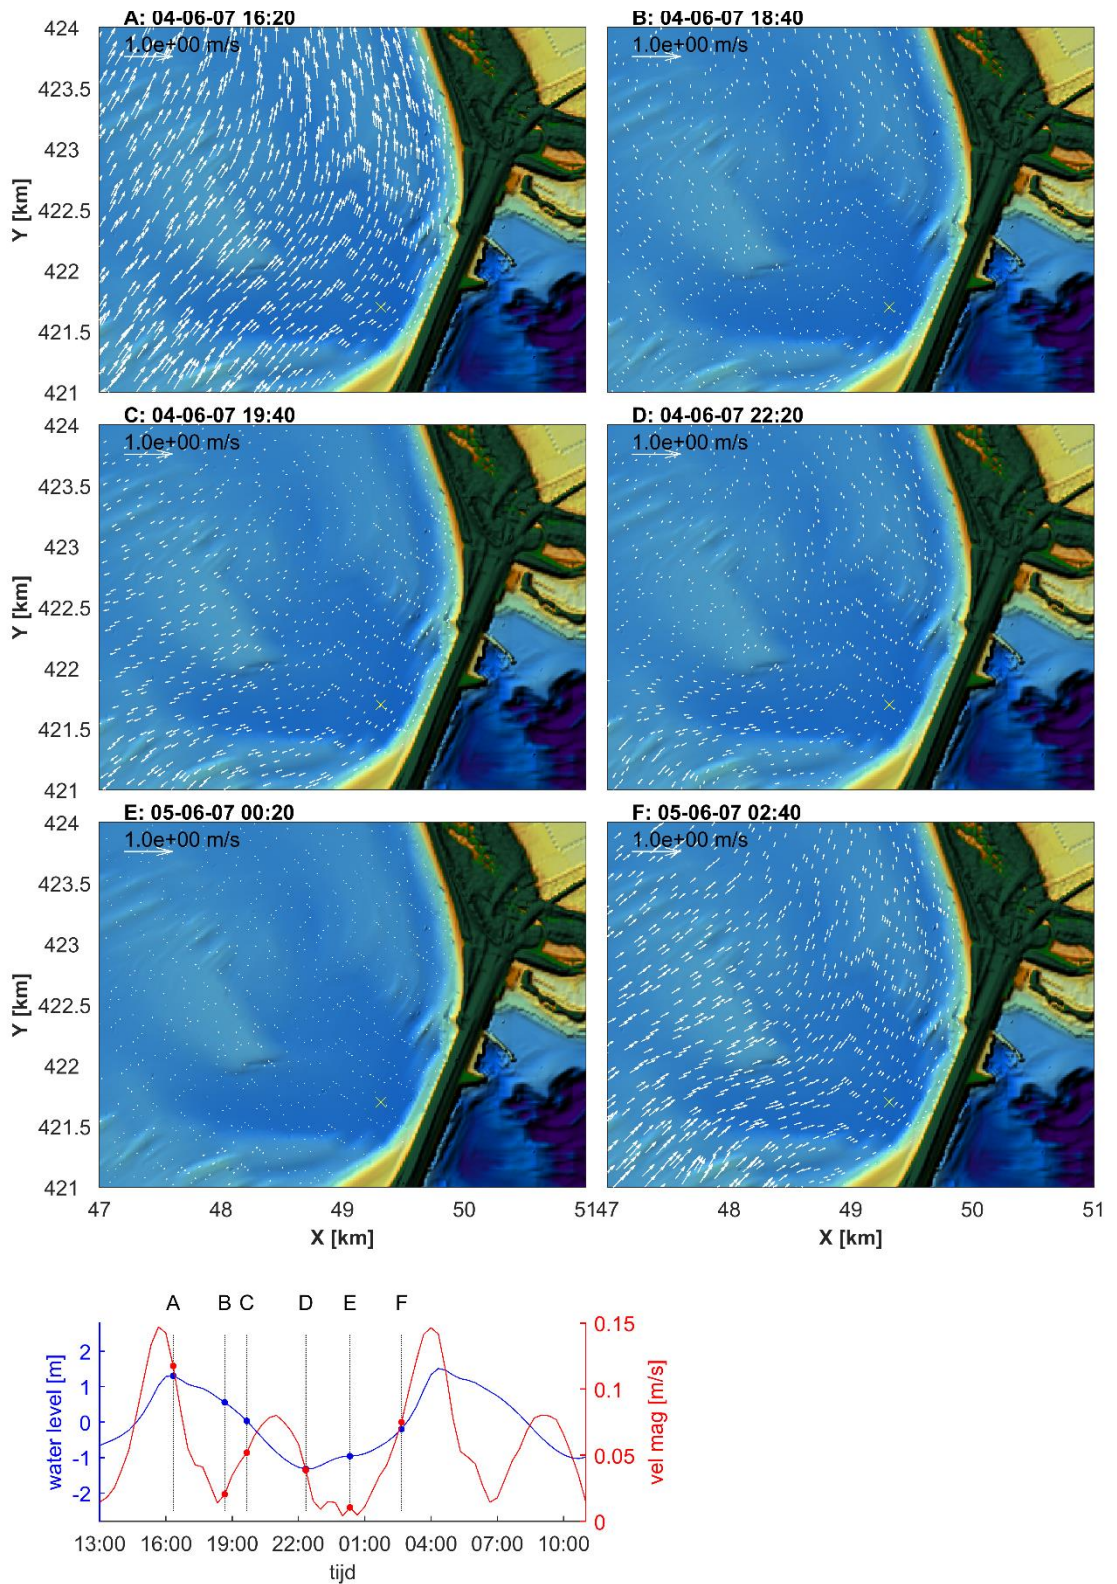 A: 04-06-07 16:20
B: 04-06-07 18:40
424
1.0e+00 m/s
1.0e+00 m/s
423.5
423
Y [km]
422.5
422
421.5
421
C: 04-06-07 19:40
D: 04-06-07 22:20
424
1.0e+00 m/s
1.0e+00 m/s
423.5
423
Y [km]
422.5
422
421.5
421
E: 05-06-07 00:20
F: 05-06-07 02:40
424
1.0e+00 m/s
1.0e+00 m/s
423.5
423
Y [km]
422.5
422
421.5
421
47 48 49 50 51
47 48 49 50 51
X [km]
X [km]
A B C D E F
water level [m]
2
1
0
-1
-2
0.15
0.1
0.05
0
vel mag [m/s]
13:00 16:00 19:00 22:00 01:00 04:00 07:00 10:00
tijd